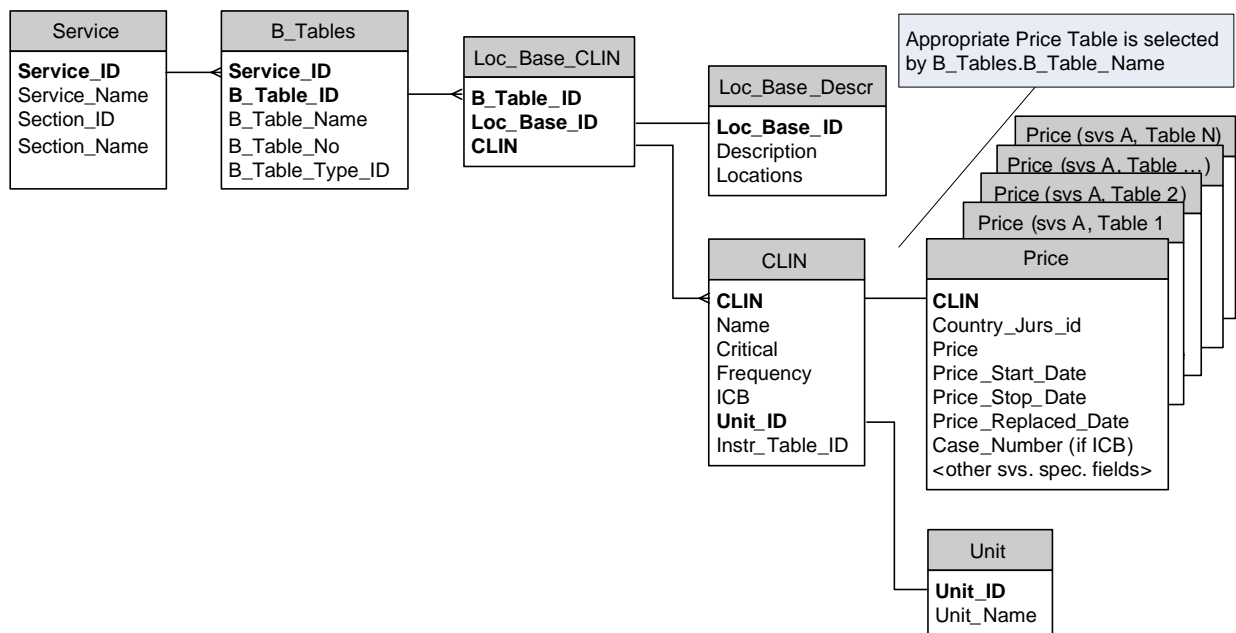 Service
Service_ID
Service_Name
Section_ID
Section_Name
B_Tables
Service_ID
B_Table_ID
B_Table_Name
B_Table_No
B_Table_Type_ID
Loc_Base_CLIN
B_Table_ID
Loc_Base_ID
CLIN
Loc_Base_Descr
Loc_Base_ID
Description
Locations
Appropriate Price Table is selected
by B_Tables.B_Table_Name
Price (svs A, Table N)
Price (svs A, Table ...)
Price (svs A, Table 2)
Price (svs A, Table 1
CLIN
CLIN
Name
Critical
Frequency
ICB
Unit_ID
Instr_Table_ID
Price
CLIN
Country_Jurs_id
Price
Price_Start_Date
Price_Stop_Date
Price_Replaced_Date
Case_Number (if ICB)
<other svs. spec. fields>
Unit
Unit_ID
Unit_Name